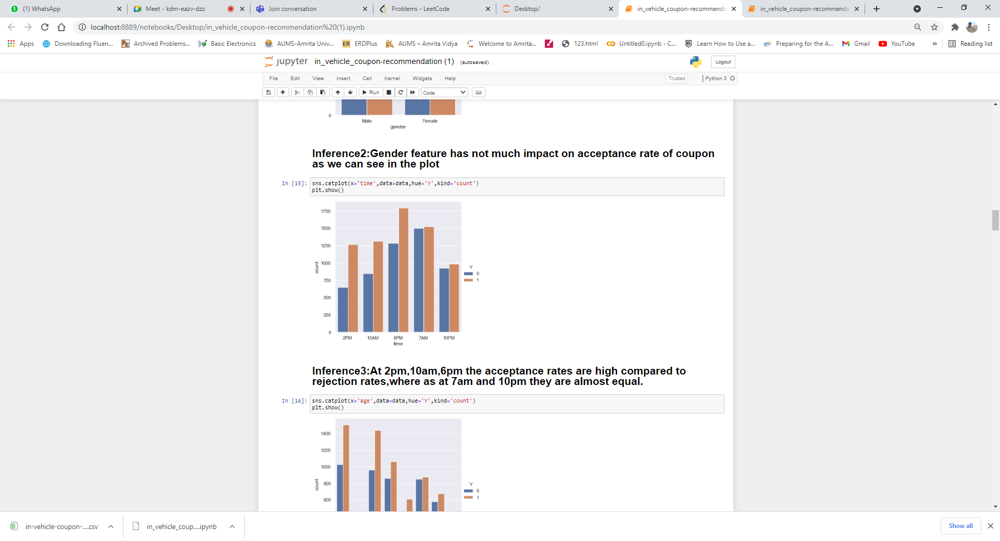 (1) WhatsApp
Meet - kdm-eazv-dzz
Join conversation
Problems - LeetCode
Desktop/
in_vehicle_coupon-recommenda
in_vehicle_coupon-recommenda
localhost:8889/notebooks/Desktop/in_vehicle_coupon-recommendation%20(1).ipynb
Apps
Downloading Fluen...
Archived Problems...
Basic Electronics
AUMS-Amrita Univ...
ER ERDPlus
AUMS – Amrita Vidya
Welcome to Amrita...
123.html
Untitled0.ipynb - C...
Learn How to Use a...
Preparing for the A...
Gmail
YouTube
»
Reading list
jupyter in_vehicle_coupon-recommendation (1) (autosaved)
Logout
File Edit View Insert Cell Kernel Widgets Help
Trusted
Python 3
Run
Code
0
Male Female
gender
Inference2:Gender feature has not much impact on acceptance rate of coupon
as we can see in the plot
In [15]: sns.catplot(x='time',data=data,hue='Y',kind='count')
plt.show()
1750
1500
1250
1000
750
500
250
0
count
Y
0
1
2PM 10AM 6PM 7AM 10PM
time
Inference3:At 2pm,10am,6pm the acceptance rates are high compared to
rejection rates,where as at 7am and 10pm they are almost equal.
In [16]: sns.catplot(x='age',data=data,hue='Y',kind='count')
plt.show()
1400
1200
1000
800
600
count
Y
0
1
in-vehicle-coupon-....csv
in_vehicle_coup....ipynb
Show all